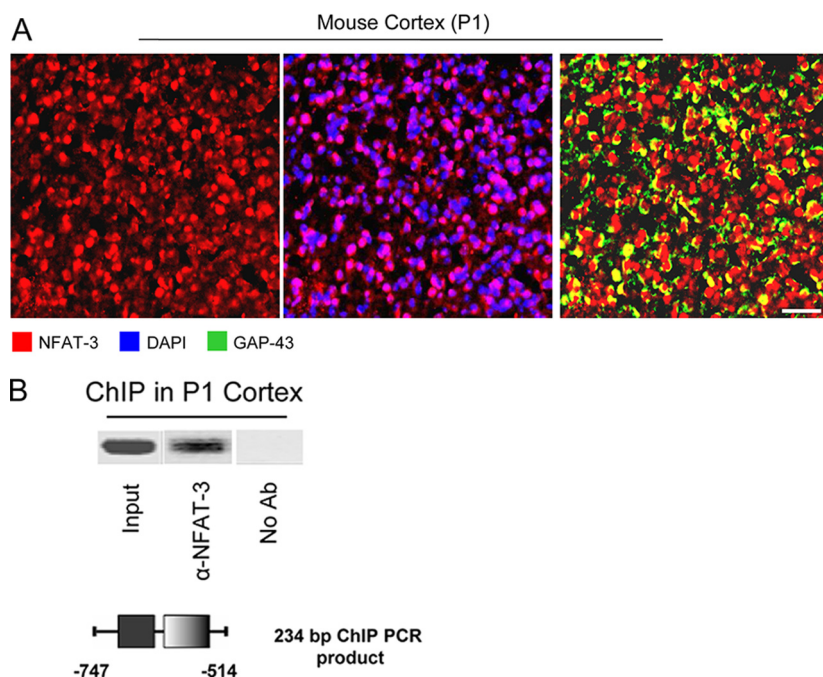 A
Mouse Cortex (P1)
NFAT-3 DAPI GAP-43
B
ChIP in P1 Cortex
Input
α-NFAT-3
No Ab
234 bp ChIP PCR
product
-747 -514